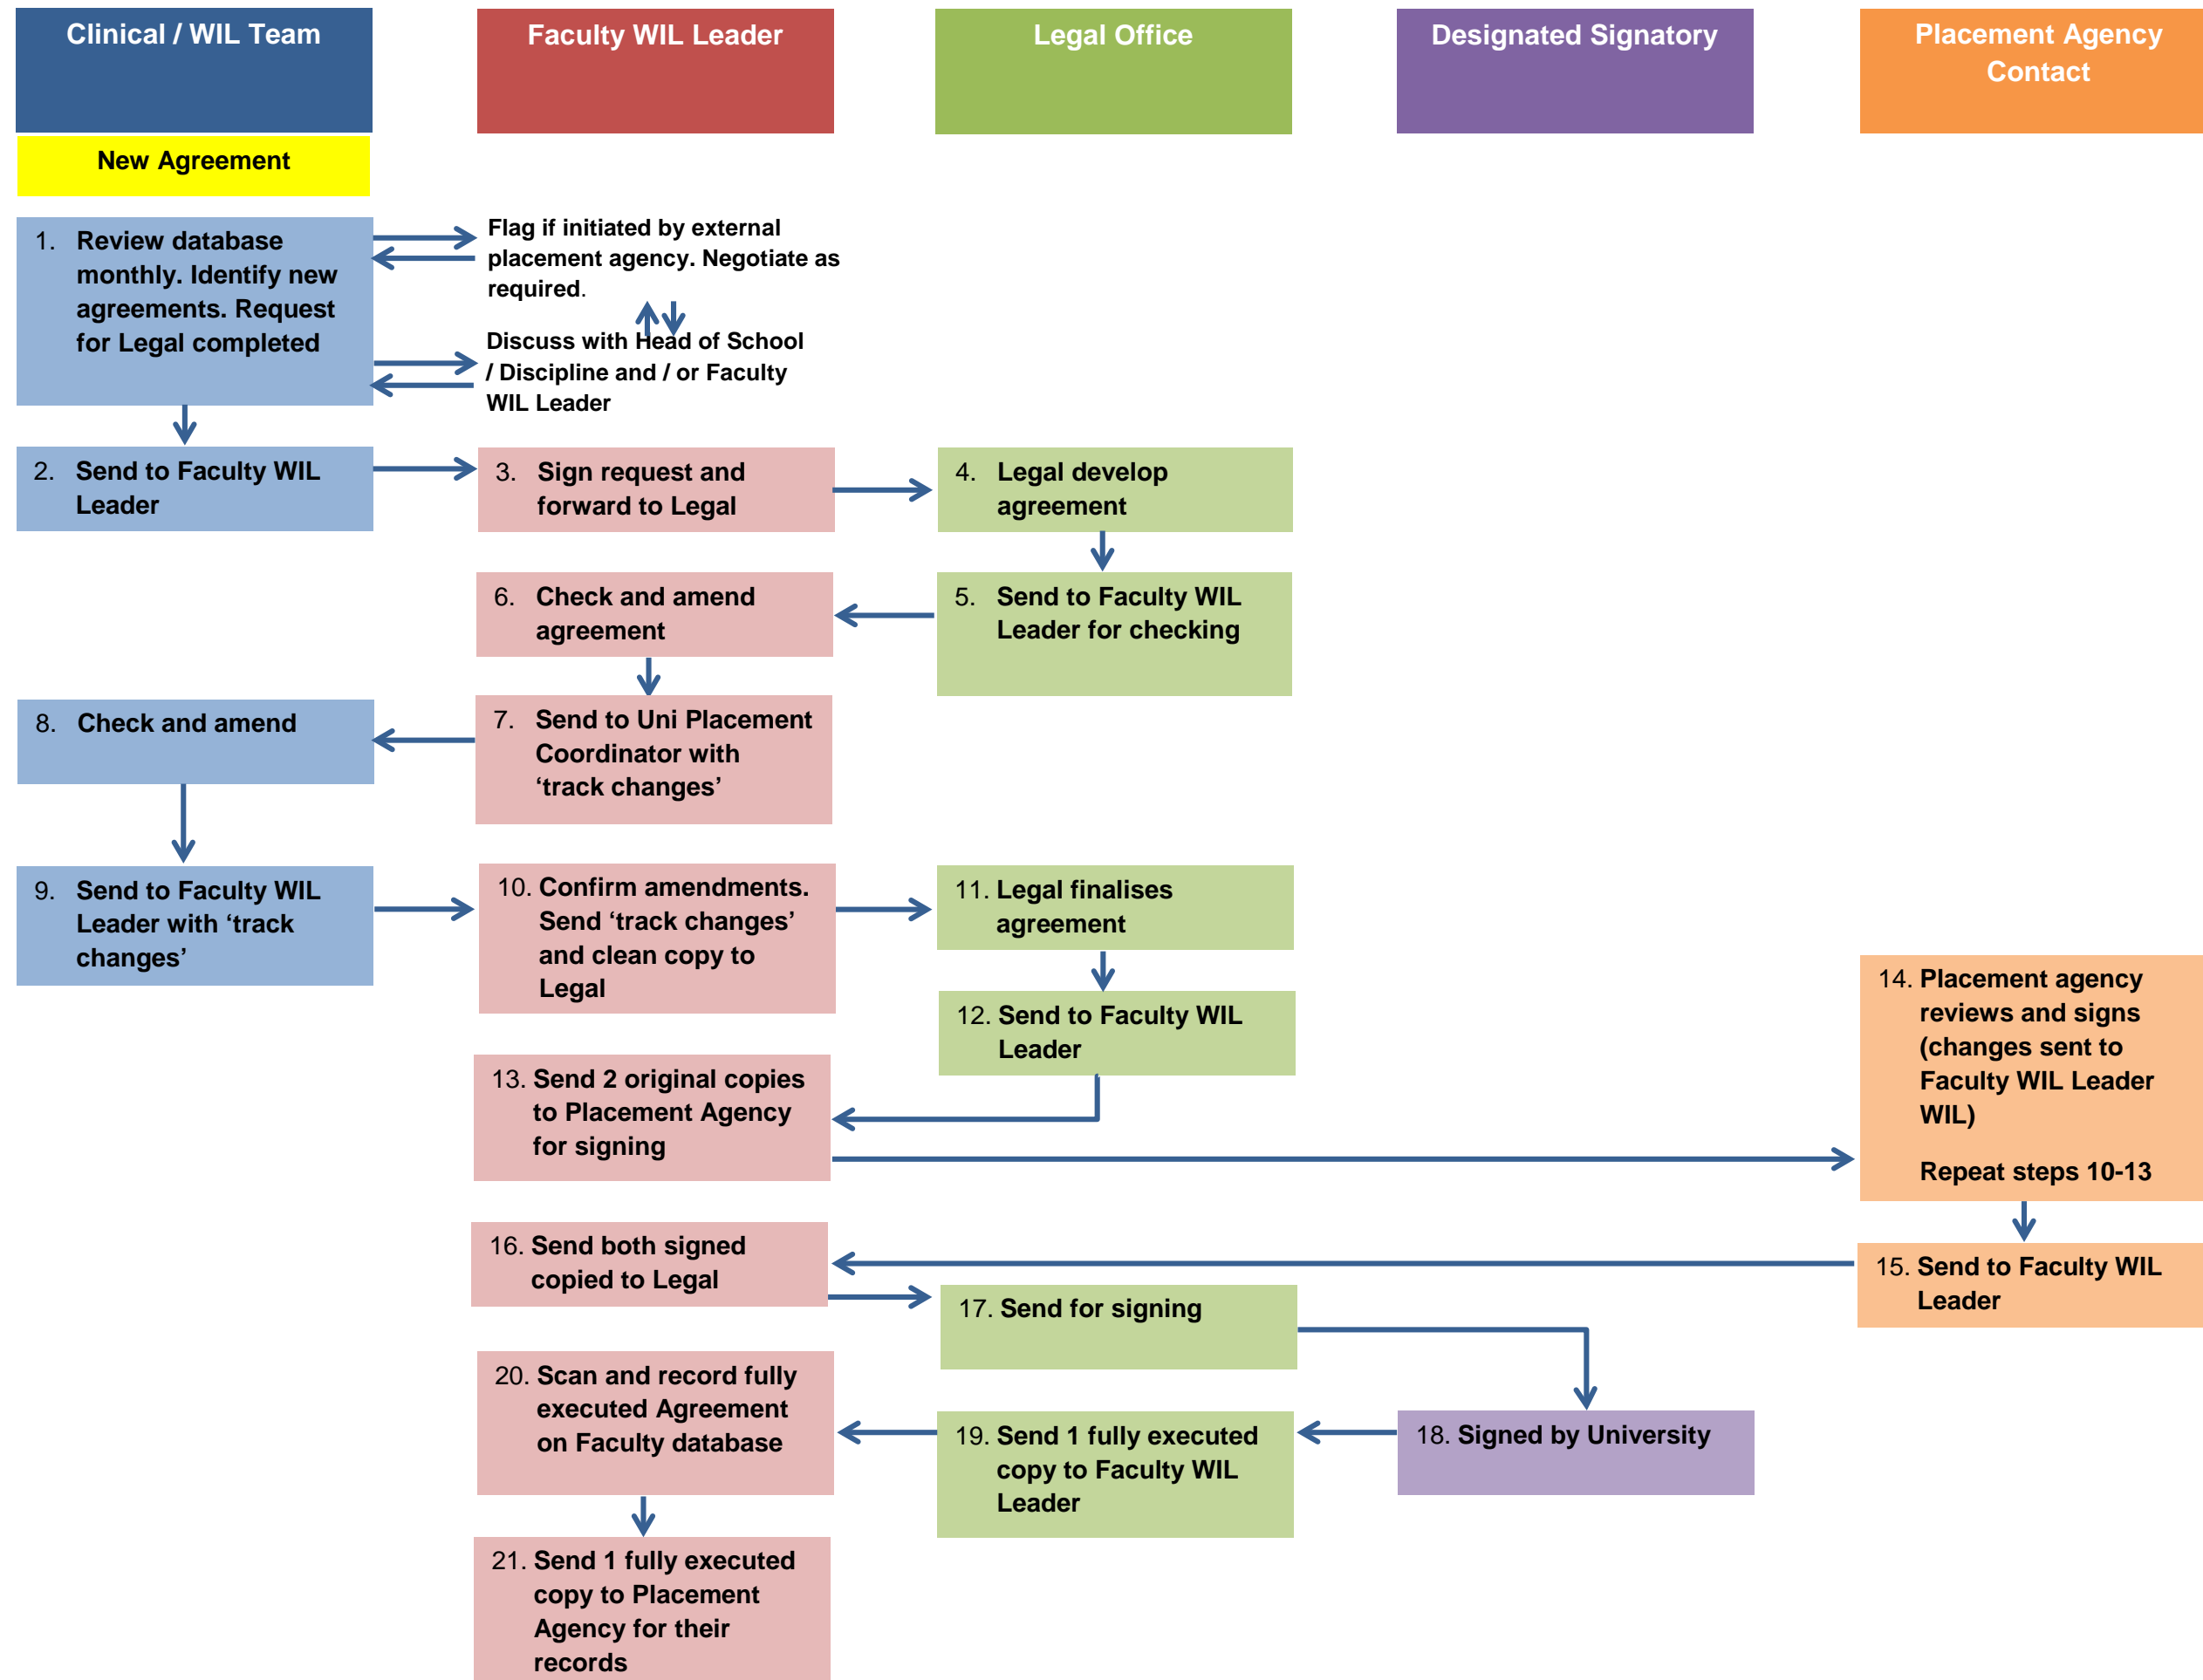 Clinical / WIL Team
Faculty WIL Leader
Legal Office
Designated Signatory
Placement Agency
Contact
New Agreement
1. Review database
monthly. Identify new
agreements. Request
for Legal completed
Flag if initiated by external
placement agency. Negotiate as
required.
Discuss with Head of School
/ Discipline and / or Faculty
WIL Leader
2. Send to Faculty WIL
Leader
3. Sign request and
forward to Legal
4. Legal develop
agreement
5. Send to Faculty WIL
Leader for checking
6. Check and amend
agreement
7. Send to Uni Placement
Coordinator with
‘track changes’
8. Check and amend
9. Send to Faculty WIL
Leader with ‘track
changes’
10. Confirm amendments.
Send ‘track changes’
and clean copy to
Legal
11. Legal finalises
agreement
12. Send to Faculty WIL
Leader
13. Send 2 original copies
to Placement Agency
for signing
14. Placement agency
reviews and signs
(changes sent to
Faculty WIL Leader
WIL)
Repeat steps 10-13
15. Send to Faculty WIL
Leader
16. Send both signed
copied to Legal
17. Send for signing
18. Signed by University
19. Send 1 fully executed
copy to Faculty WIL
Leader
20. Scan and record fully
executed Agreement
on Faculty database
21. Send 1 fully executed
copy to Placement
Agency for their
records